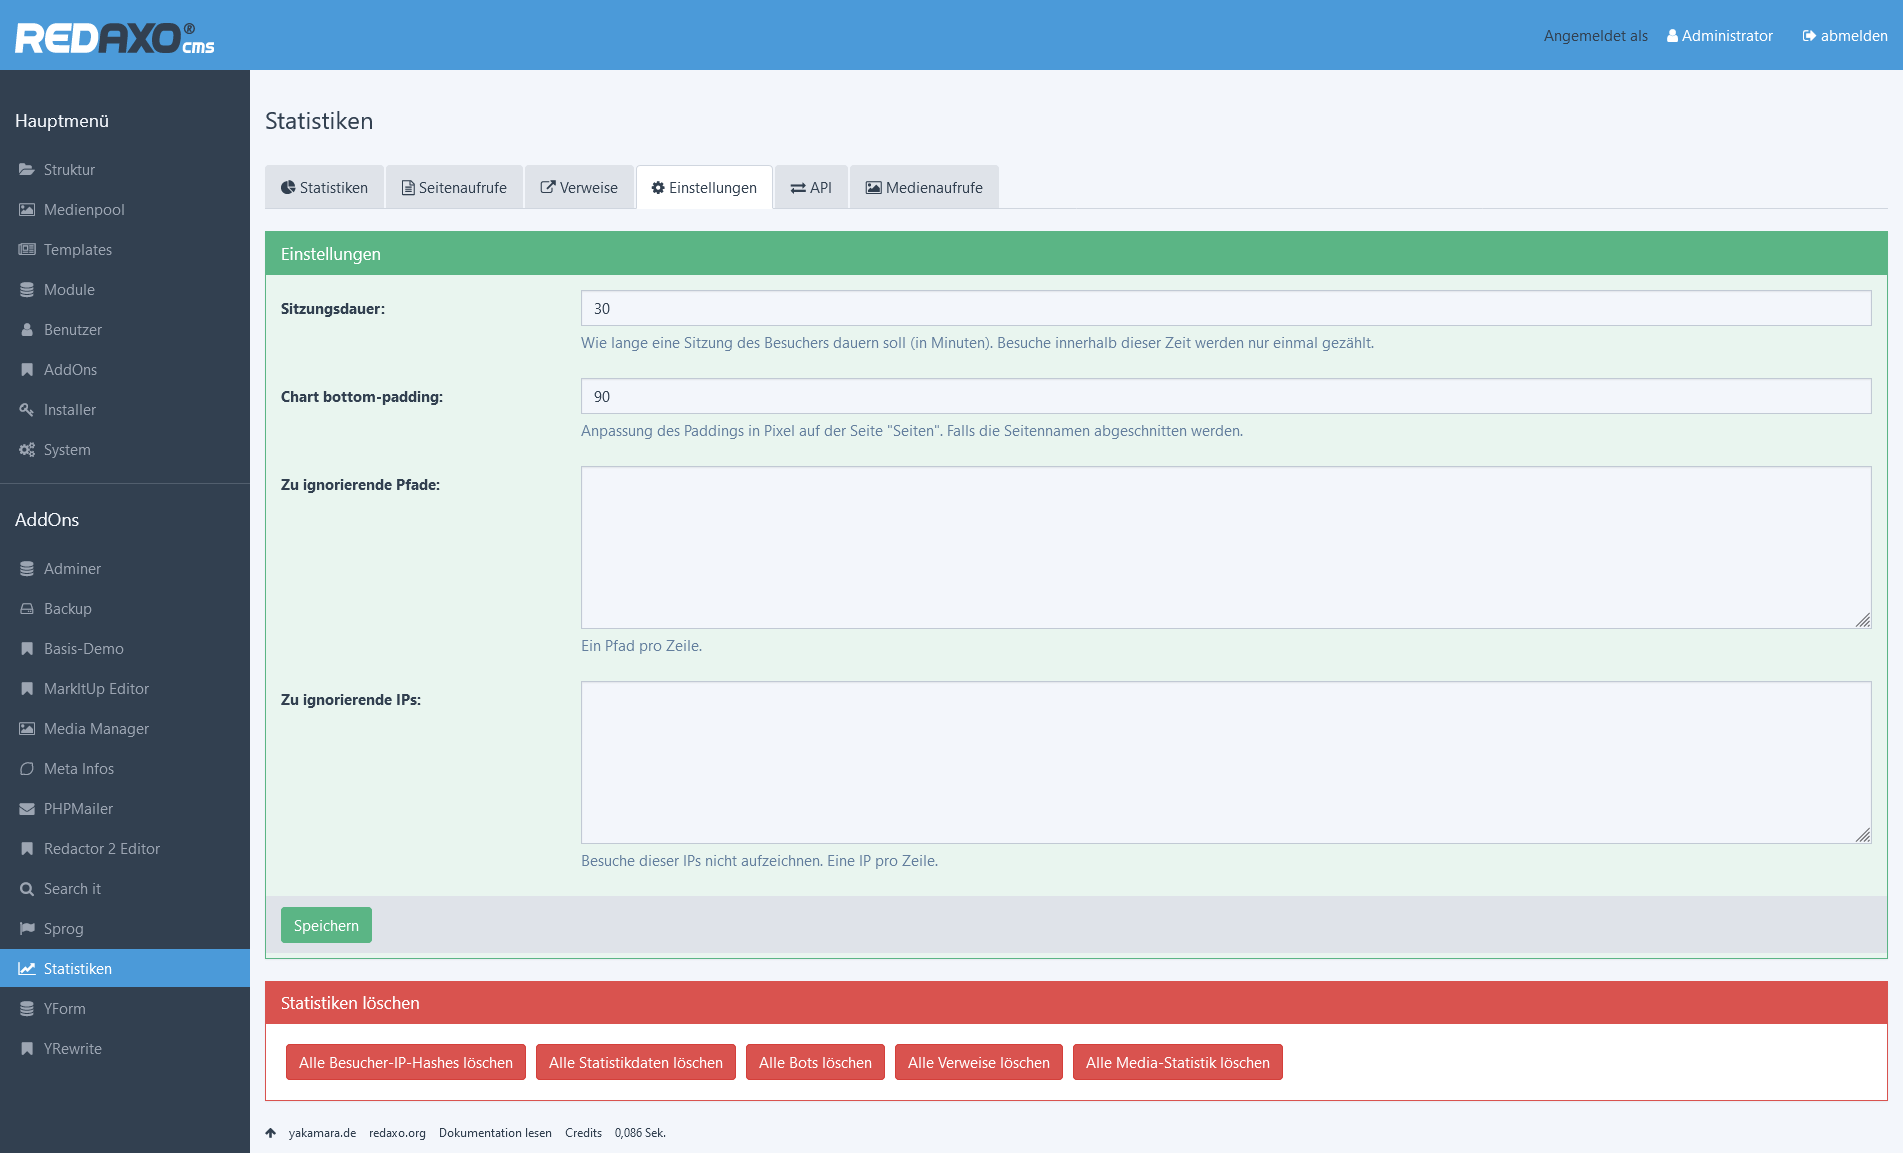 REDAXO® cms
Angemeldet als Administrator abmelden
Hauptmenü
Struktur
Medienpool
Templates
Module
Benutzer
AddOns
Installer
System
AddOns
Adminer
Backup
Basis-Demo
MarkItUp Editor
Media Manager
Meta Infos
PHPMailer
Redactor 2 Editor
Search it
Sprog
Statistiken
YForm
YRewrite
Statistiken
Statistiken Seitenaufrufe Verweise Einstellungen API Medienaufrufe
Einstellungen
Sitzungsdauer: 30
Wie lange eine Sitzung des Besuchers dauern soll (in Minuten). Besuche innerhalb dieser Zeit werden nur einmal gezählt.
Chart bottom-padding: 90
Anpassung des Paddings in Pixel auf der Seite "Seiten". Falls die Seitennamen abgeschnitten werden.
Zu ignorierende Pfade:
Ein Pfad pro Zeile.
Zu ignorierende IPs:
Besuche dieser IPs nicht aufzeichnen. Eine IP pro Zeile.
Speichern
Statistiken löschen
Alle Besucher-IP-Hashes löschen Alle Statistikdaten löschen Alle Bots löschen Alle Verweise löschen Alle Media-Statistik löschen
yakamara.de redaxo.org Dokumentation lesen Credits 0,086 Sek.